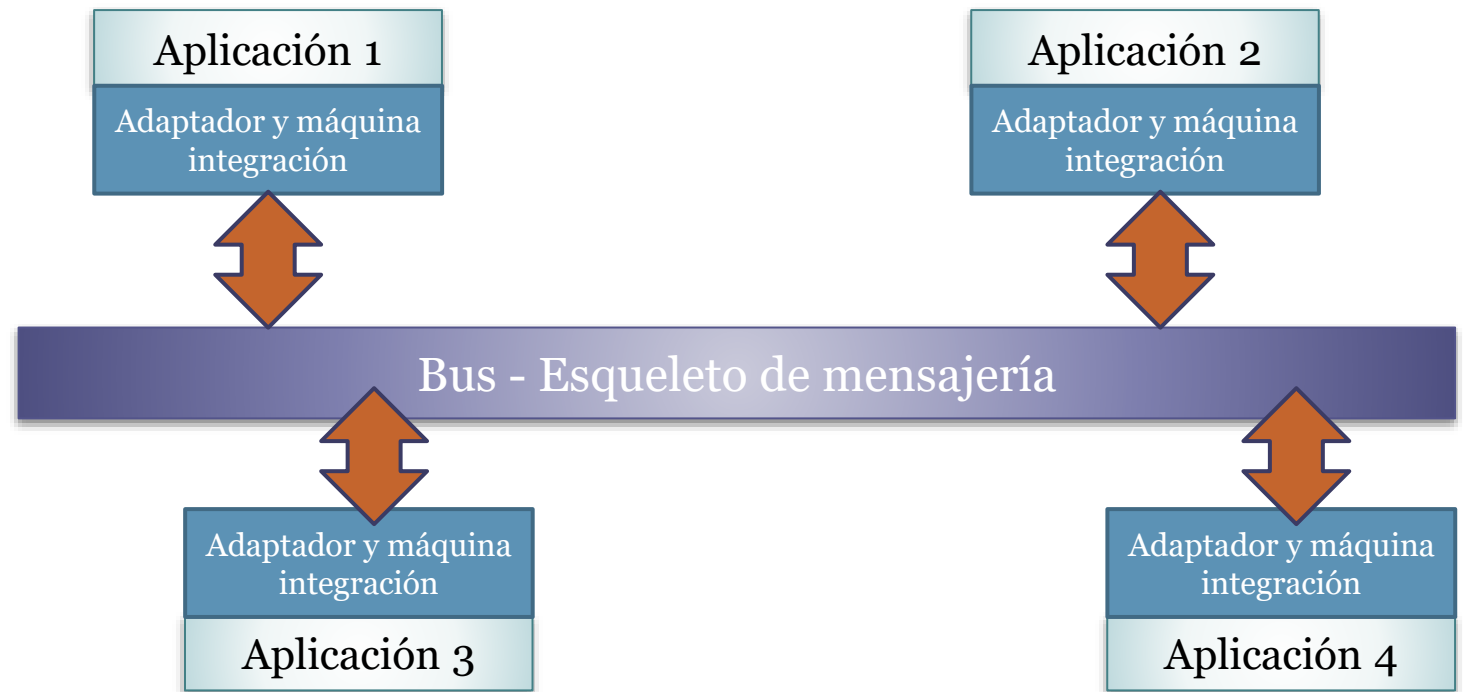 Aplicación 1
Adaptador y máquina
integración
Aplicación 2
Adaptador y máquina
integración
Bus - Esqueleto de mensajería
Adaptador y máquina
integración
Aplicación 3
Adaptador y máquina
integración
Aplicación 4